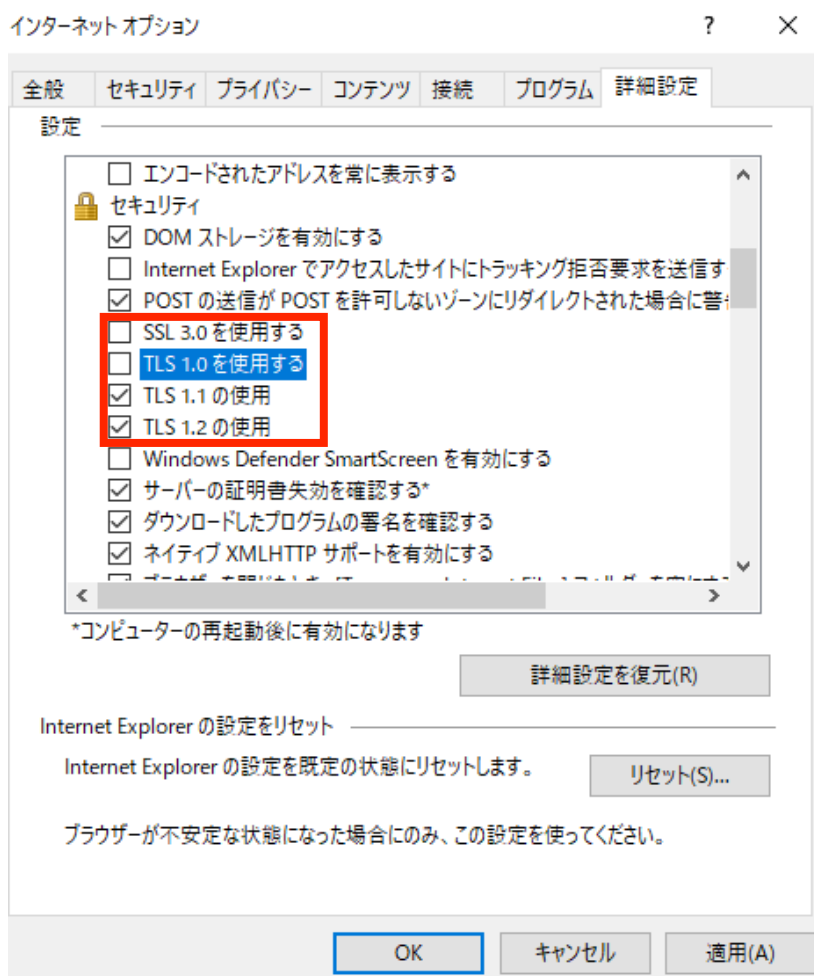 インターネット オプション ? ×
全般 セキュリティ プライバシー コンテンツ 接続 プログラム 詳細設定
設定
エンコードされたアドレスを常に表示する
セキュリティ
DOM ストレージを有効にする
Internet Explorer でアクセスしたサイトにトラッキング拒否要求を送信す
POST の送信が POST を許可しないゾーンにリダイレクトされた場合に警
SSL 3.0 を使用する
TLS 1.0 を使用する
TLS 1.1 の使用
TLS 1.2 の使用
Windows Defender SmartScreen を有効にする
サーバーの証明書失効を確認する*
ダウンロードしたプログラムの署名を確認する
ネイティブ XMLHTTP サポートを有効にする
*コンピューターの再起動後に有効になります
詳細設定を復元(R)
Internet Explorer の設定をリセット
Internet Explorer の設定を既定の状態にリセットします。
リセット(S)...
ブラウザーが不安定な状態になった場合にのみ、この設定を使ってください。
OK キャンセル 適用(A)